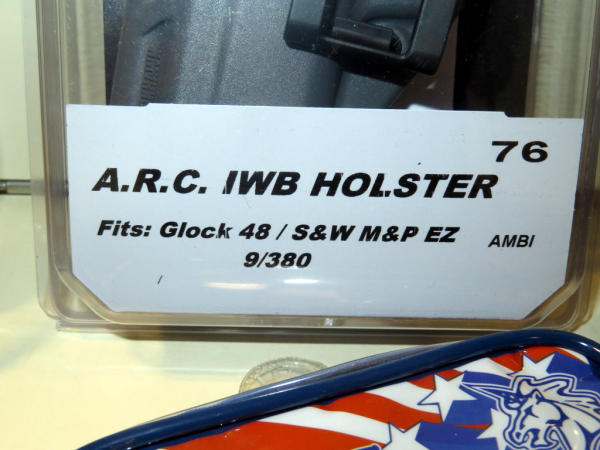 76
A.R.C. IWB HOLSTER
Fits: Glock 48 / S&W M&P EZ
9/380
AMBI